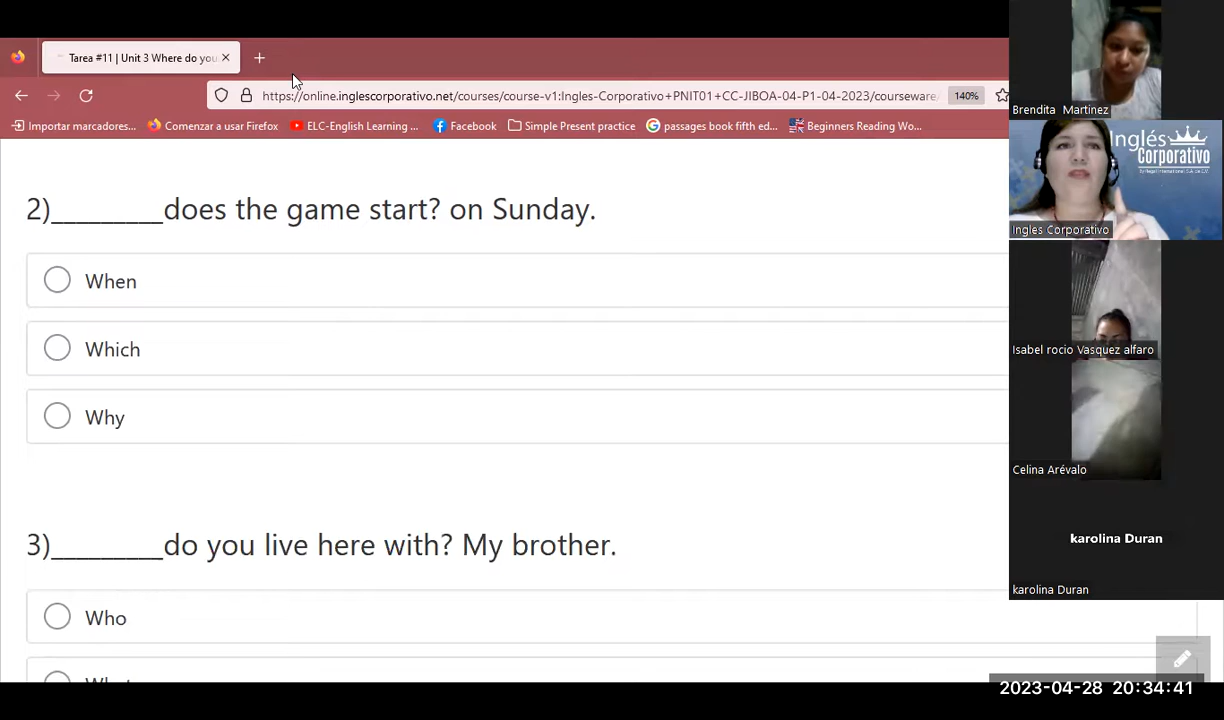 Tarea #11 | Unit 3 Where do you
https://online.inglescorporativo.net/courses/course-v1:Ingles-Corporativo+PNIT01+CC-JIBOA-04-P1-04-2023/courseware/
140%
Importar marcadores...
Comenzar a usar Firefox
ELC-English Learning ...
Facebook
Simple Present practice
passages book fifth ed...
Beginners Reading Wo...
2)_________does the game start? on Sunday.
When
Which
Why
3)_________do you live here with? My brother.
Who
Brendita Martinez
Inglés
Corporativo
Ingles Corporativo
Isabel rocio Vasquez alfaro
Celina Arévalo
karolina Duran
karolina Duran
2023-04-28 20:34:41